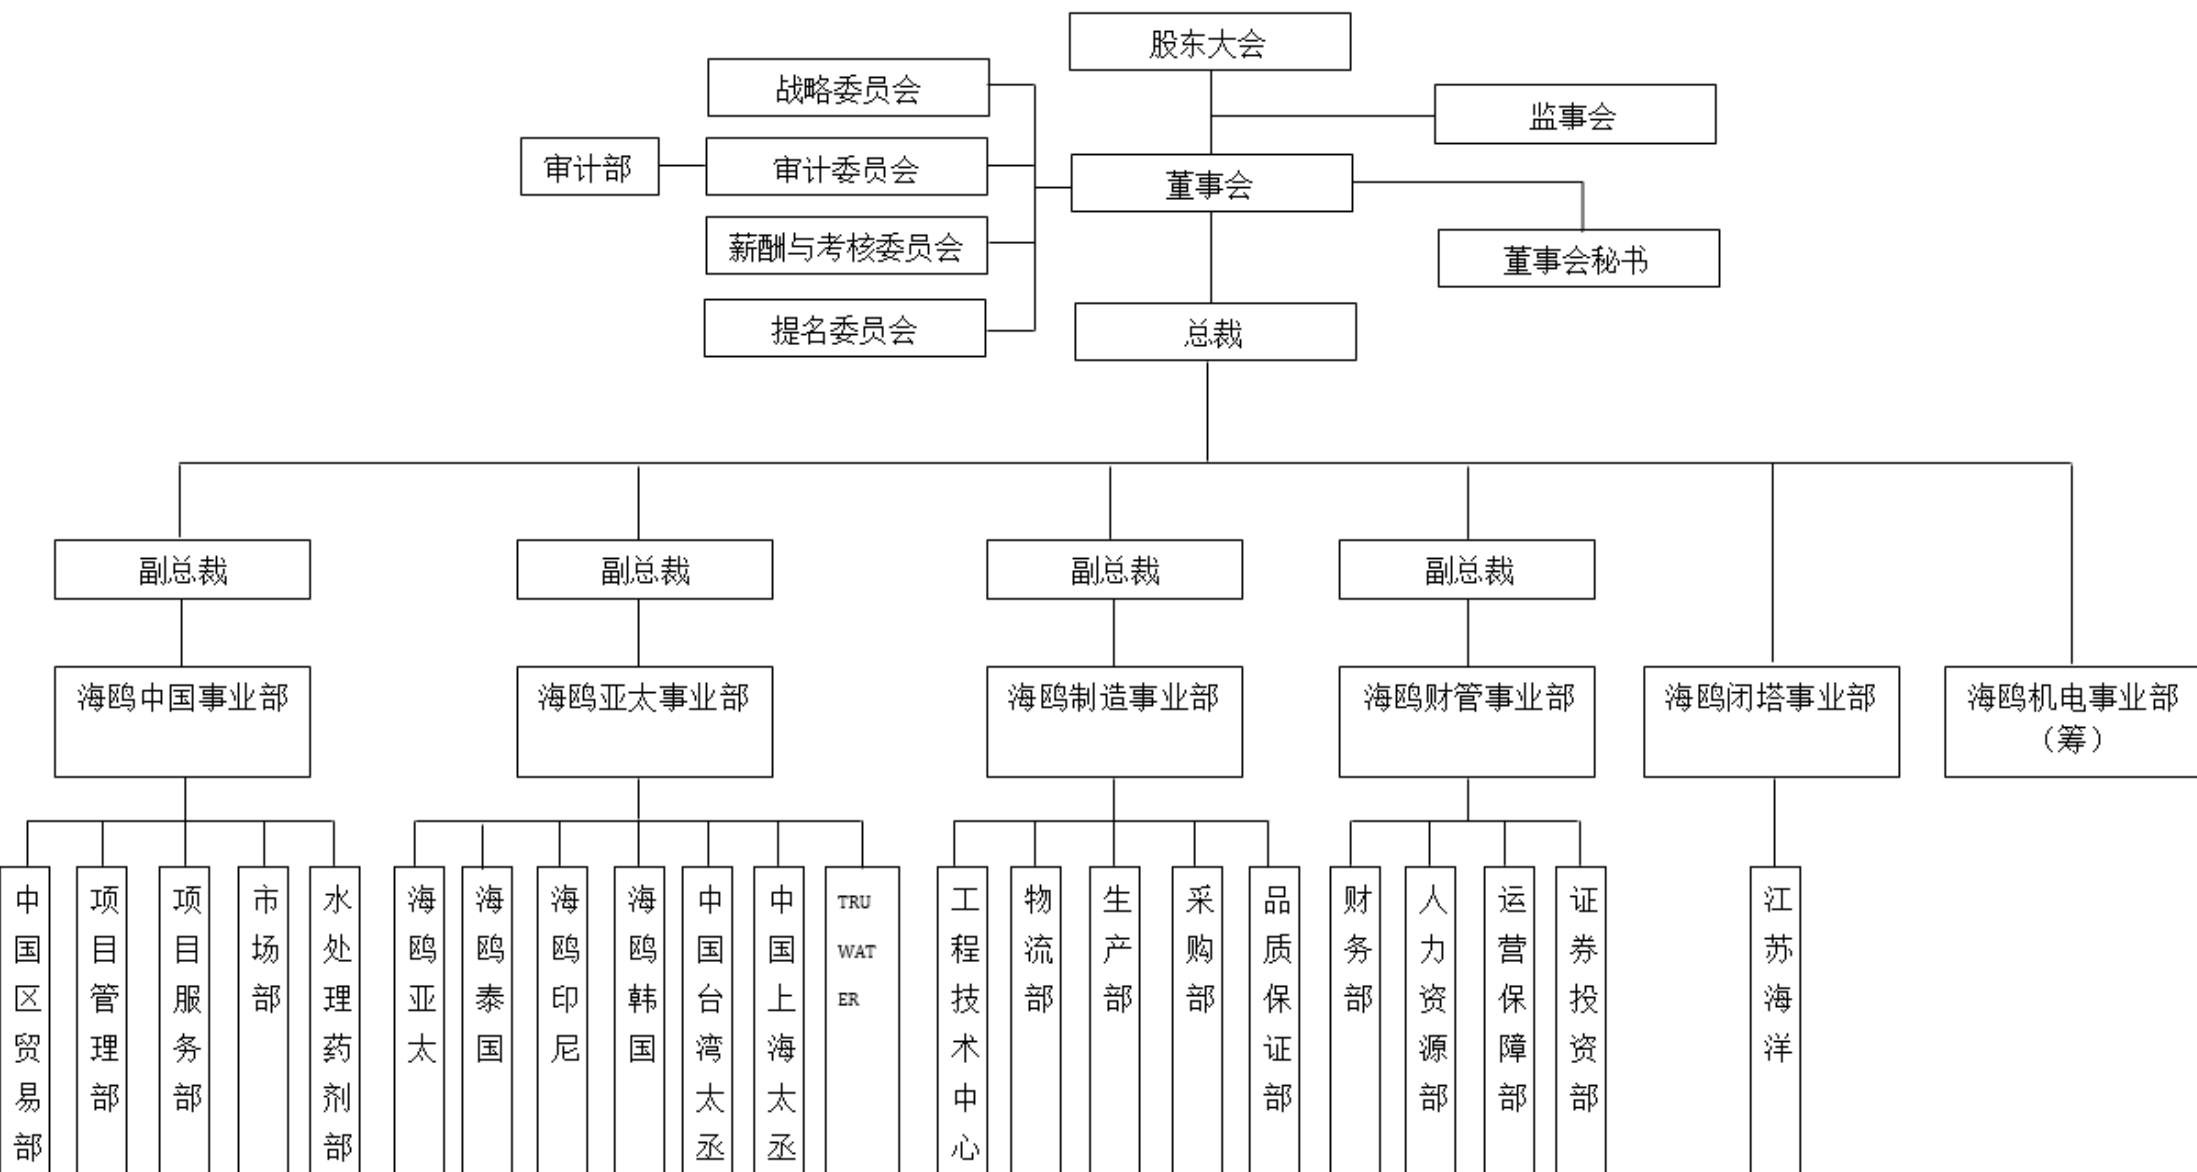 股东大会
战略委员会
监事会
审计部
审计委员会
董事会
薪酬与考核委员会
董事会秘书
提名委员会
总裁
副总裁
副总裁
副总裁
副总裁
海鸥中国事业部
海鸥亚太事业部
海鸥制造事业部
海鸥财管事业部
海鸥闭塔事业部
海鸥机电事业部
（筹）
中国区贸易部
项目管理部
项目服务部
市场部
水处理药剂部
海鸥亚太
海鸥泰国
海鸥印尼
海鸥韩国
中国台湾太丞
中国上海太丞
TRU
WAT
ER
工程技术中心
物流部
生产部
采购部
品质保证部
财务部
人力资源部
运营保障部
证券投资部
江苏海洋